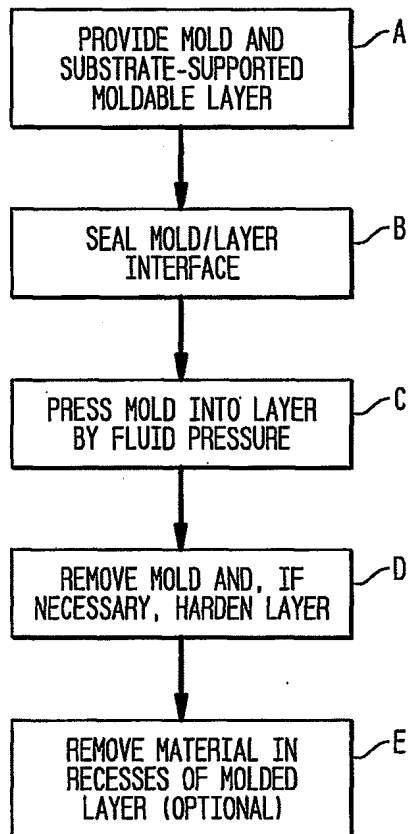 PROVIDE MOLD AND
SUBSTRATE-SUPPORTED
MOLDABLE LAYER
A
SEAL MOLD/LAYER
INTERFACE
B
PRESS MOLD INTO LAYER
BY FLUID PRESSURE
C
REMOVE MOLD AND, IF
NECESSARY, HARDEN LAYER
D
REMOVE MATERIAL IN
RECESSES OF MOLDED
LAYER (OPTIONAL)
E